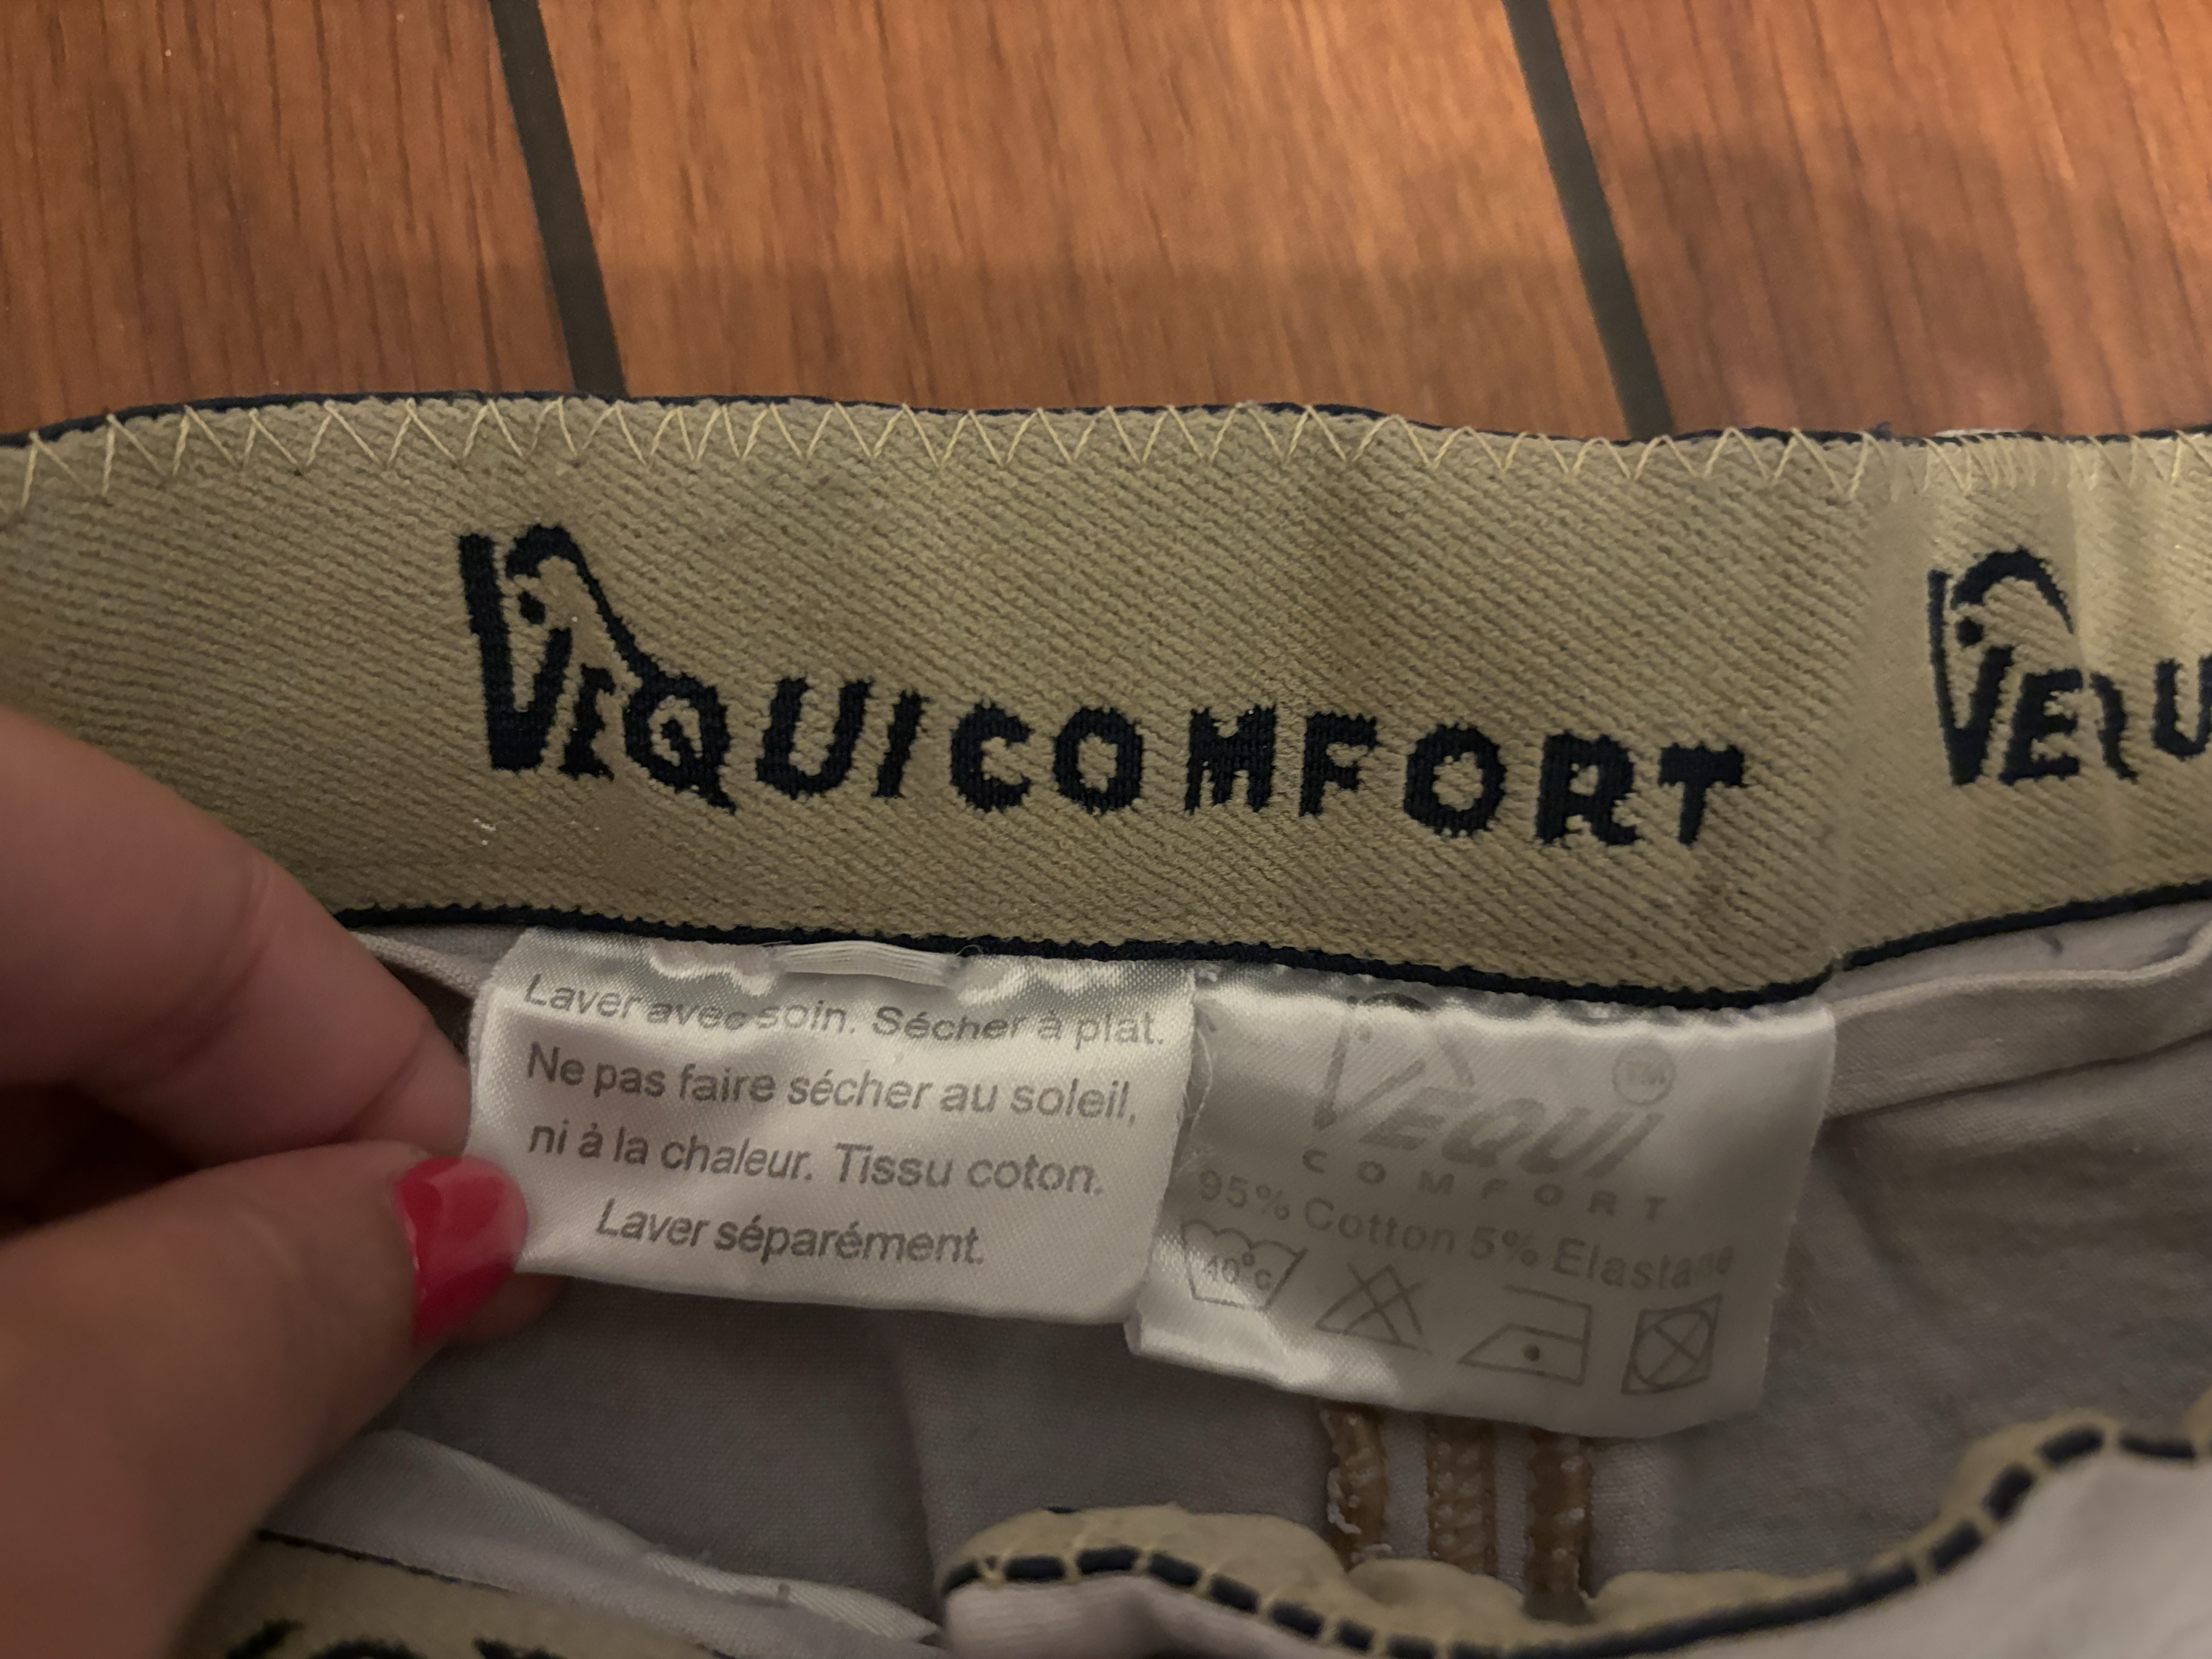 VEQUICOMFORT
VEQU
Laver avec soin. Sécher à plat.
Ne pas faire sécher au soleil,
ni à la chaleur. Tissu coton.
Laver séparément.
VEQUI TM
COMFORT
95% Cotton 5% Elastane
40°c